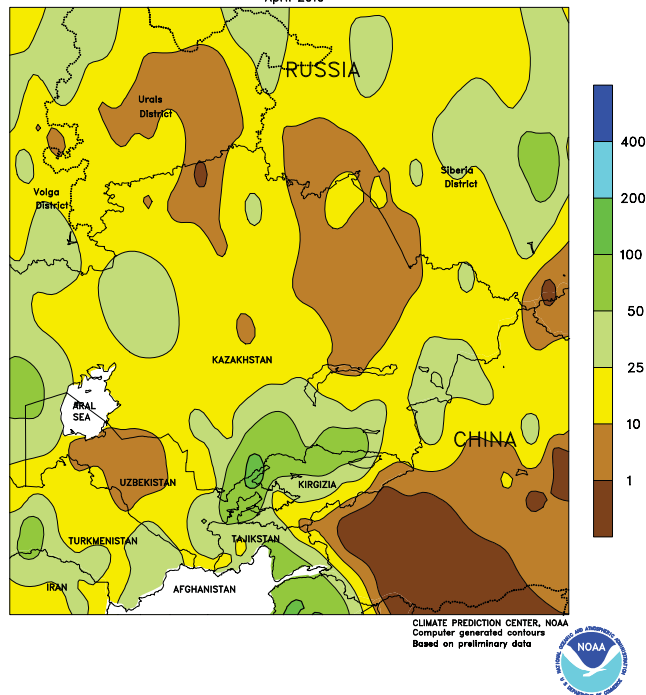 RUSSIA
Urals
District
Siberia
District
Volga
District
400
200
100
50
25
10
1
KAZAKHSTAN
ARAL
SEA
CHINA
UZBEKISTAN
KIRGIZIA
TURKMENISTAN
TAJIKSTAN
IRAN
AFGHANISTAN
CLIMATE PREDICTION CENTER, NOAA
Computer generated contours
Based on preliminary data
NOAA